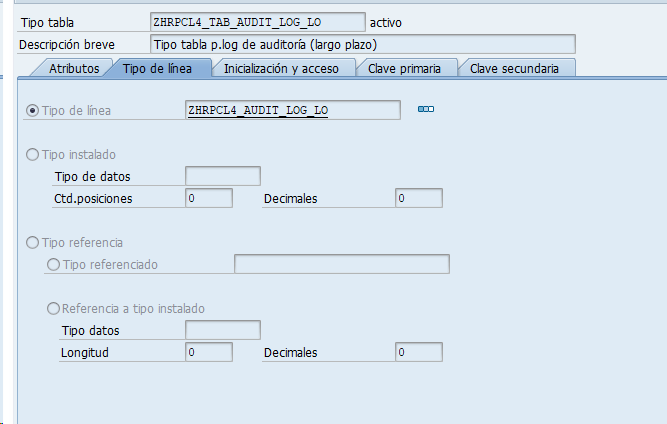 Tipo tabla ZHRPCL4_TAB_AUDIT_LOG_LO activo
Descripción breve Tipo tabla p.log de auditoría (largo plazo)
Atributos Tipo de línea Inicialización y acceso Clave primaria Clave secundaria
Tipo de línea ZHRPCL4_AUDIT_LOG_LO
Tipo instalado
Tipo de datos
Ctd.posiciones 0 Decimales 0
Tipo referencia
Tipo referenciado
Referencia a tipo instalado
Tipo datos
Longitud 0 Decimales 0